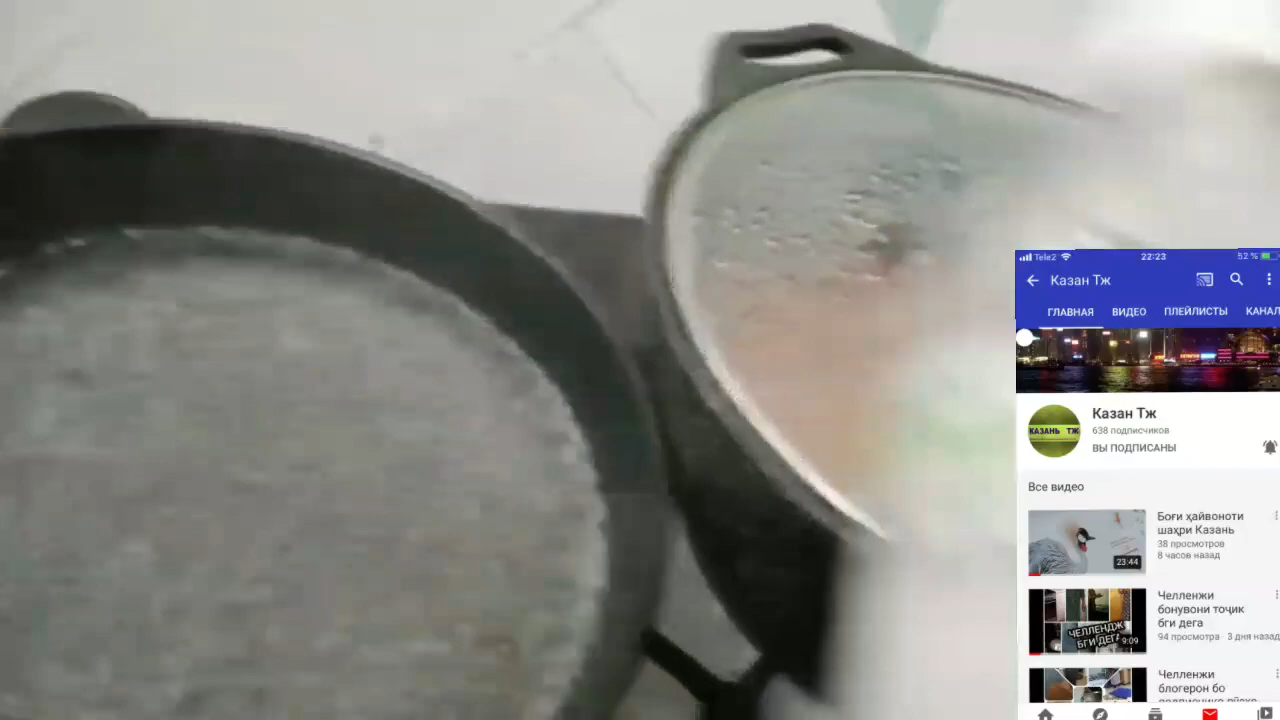 Tele2
22:23
52 %
Казан Тж
ГЛАВНАЯ ВИДЕО ПЛЕЙЛИСТЫ КАНАЛ
КАЗАНЬ ТЖ
Казан Тж
638 подписчиков
ВЫ ПОДПИСАНЫ
Все видео
Боғи ҳайвоноти
шаҳри Казань
38 просмотров
8 часов назад
23:44
Челленжи
бонувони тоҷик
бги дега
94 просмотра · 3 дня назад
ЧЕЛЛЕНДЖ
БГИ ДЕГА
9:09
Челленжи
блогерон бо